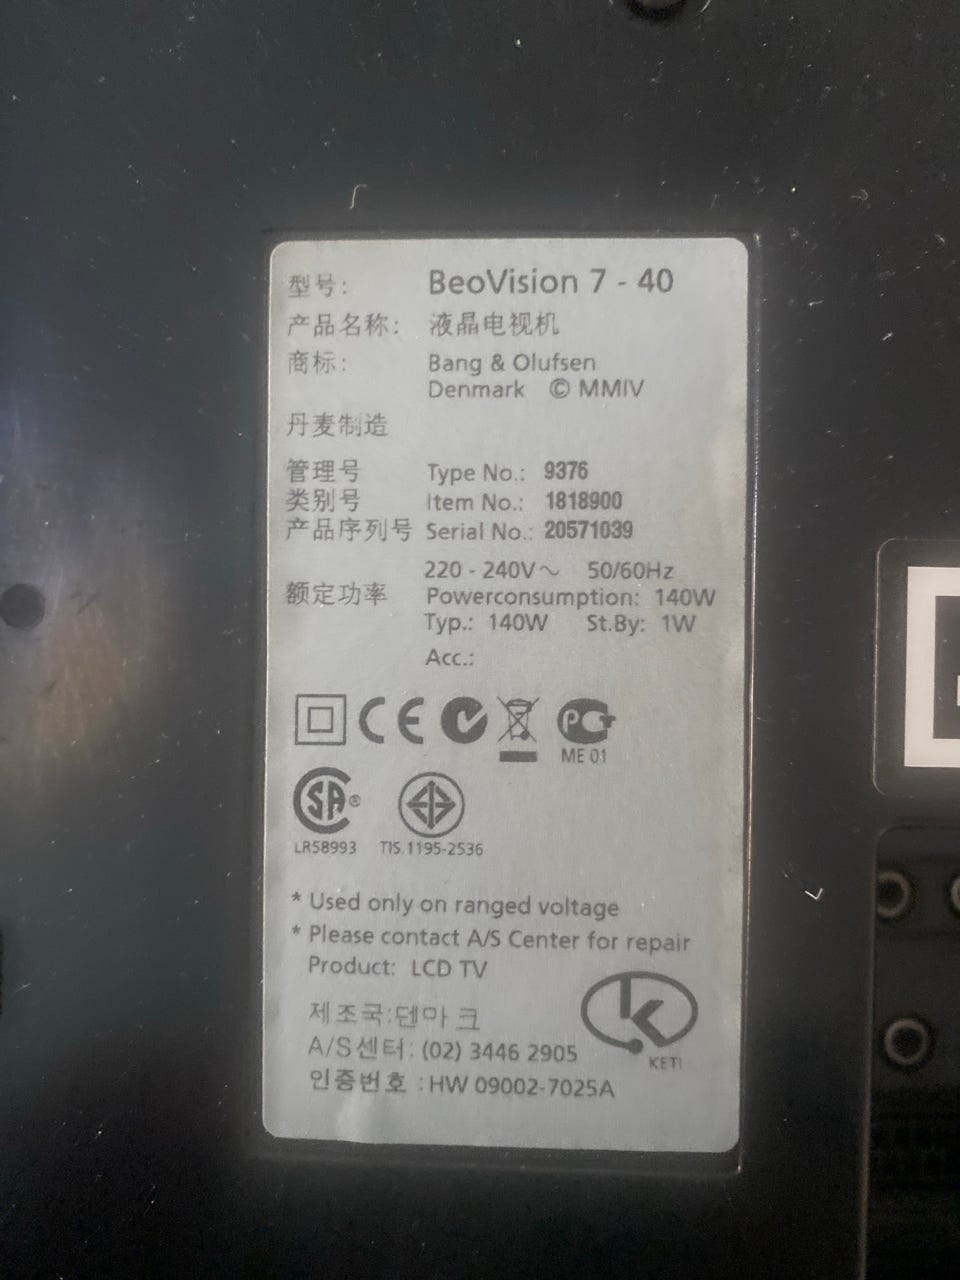 型号: BeoVision 7 - 40
产品名称: 液晶电视机
商标: Bang & Olufsen
Denmark © MMIV
丹麦制造
管理号 Type No.: 9376
类别号 Item No.: 1818900
产品序列号 Serial No.: 20571039
220 - 240V~ 50/60Hz
额定功率 Powerconsumption: 140W
Typ.: 140W St.By: 1W
Acc.:
CE PG
ME 01
SA®
LR58993 TIS.1195-2536
* Used only on ranged voltage
* Please contact A/S Center for repair
Product: LCD TV
제조국:덴마크
A/S센터: (02) 3446 2905
KETI
인증번호 :HW 09002-7025A